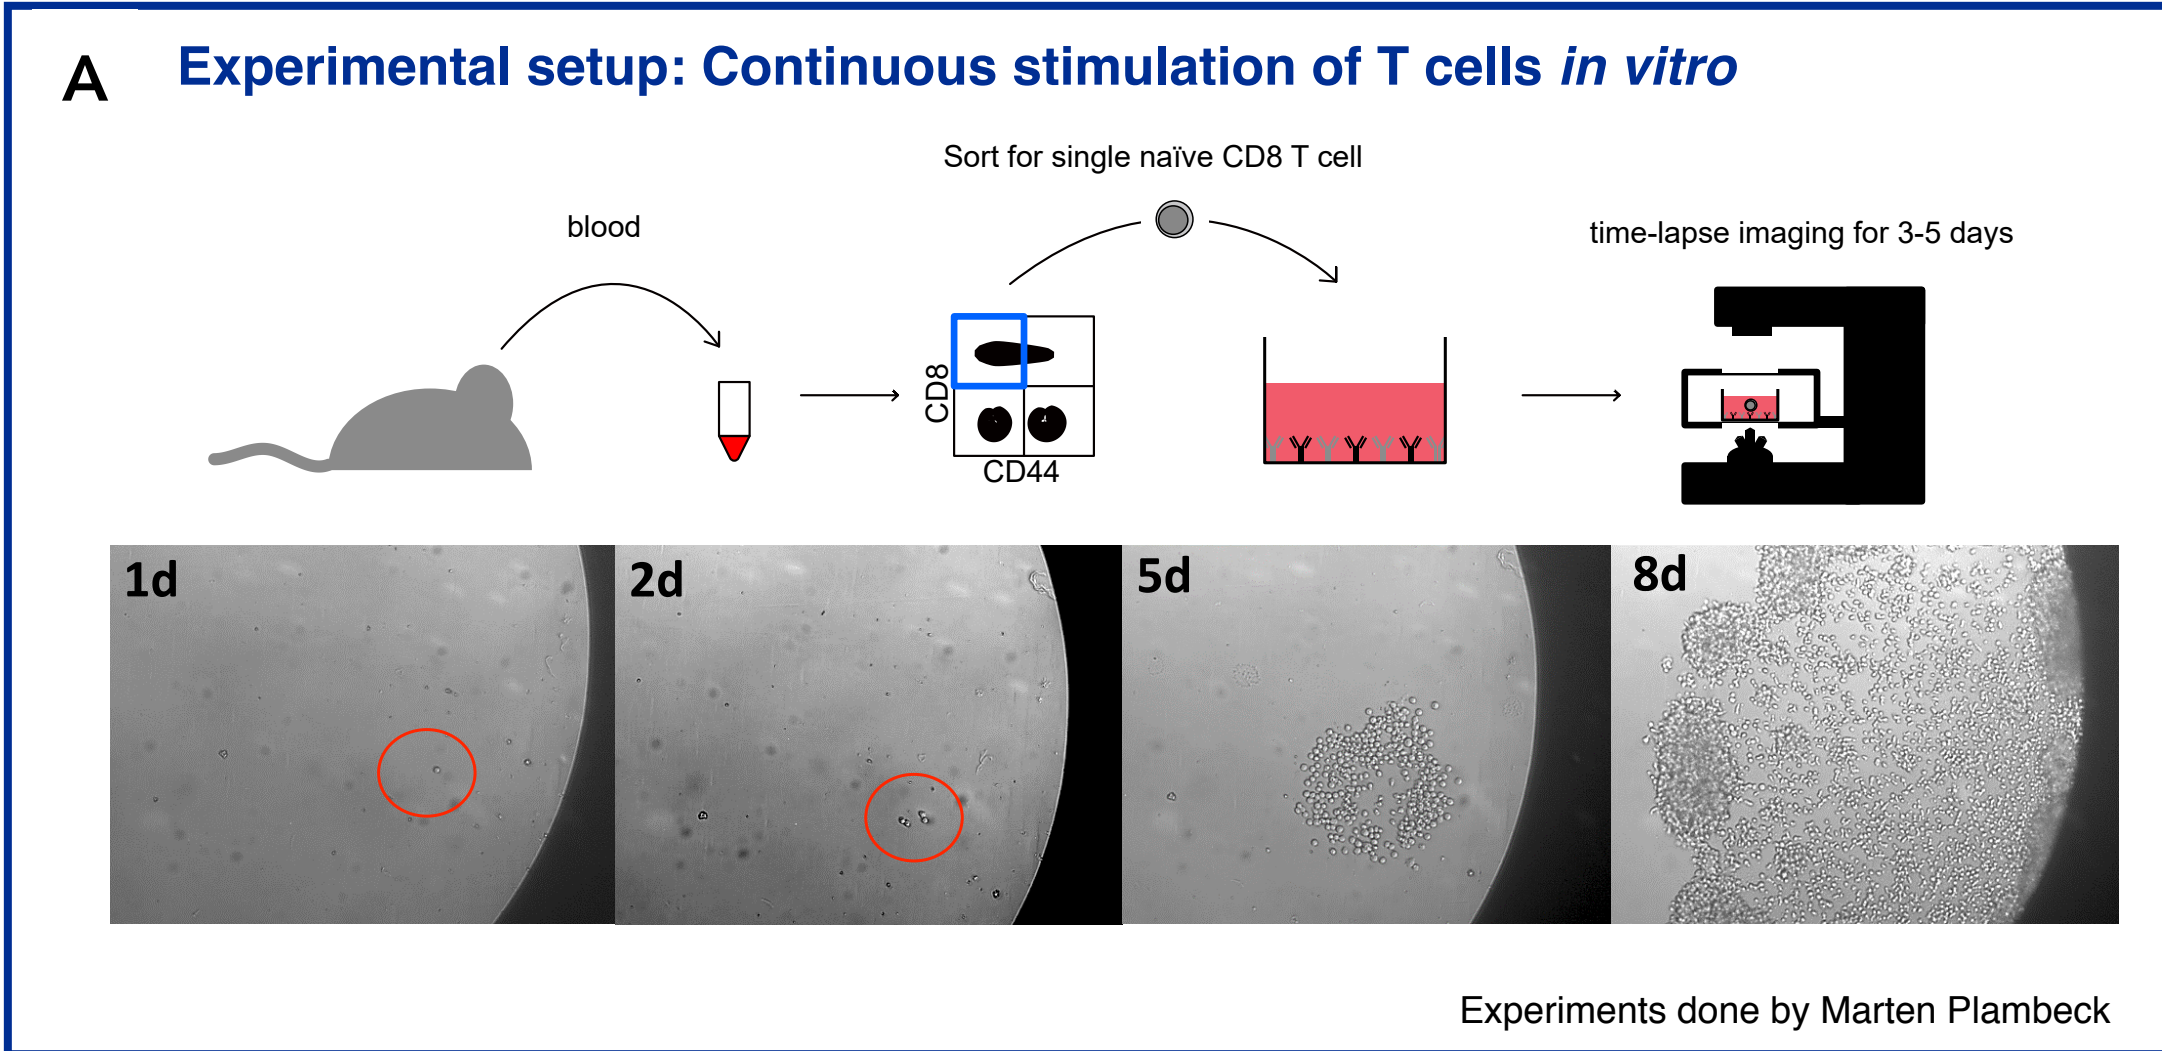 A
Experimental setup: Continuous stimulation of T cells in vitro
Sort for single naïve CD8 T cell
blood
time-lapse imaging for 3-5 days
CD8
CD44
1d
2d
5d
8d
Experiments done by Marten Plambeck